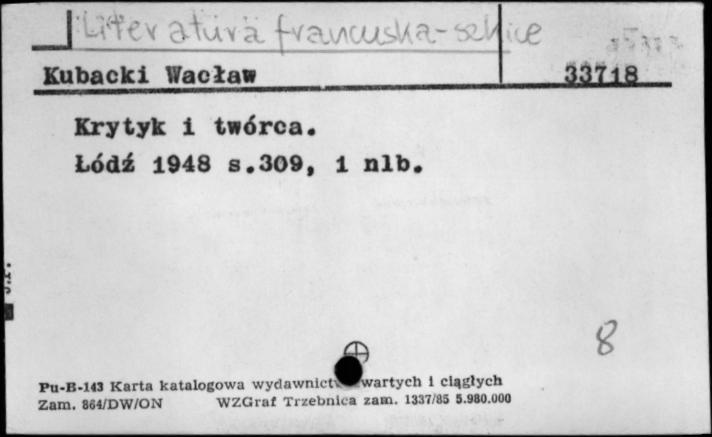 Literatura francuska-szkice
Kubacki Wacław 33718
Krytyk i twórca.
Łódź 1948 s.309, 1 nlb.
8
Pu-B-143 Karta katalogowa wydawnictw zwartych i ciągłych
Zam. 864/DW/ON WZGraf Trzebnica zam. 1337/85 5.980.000